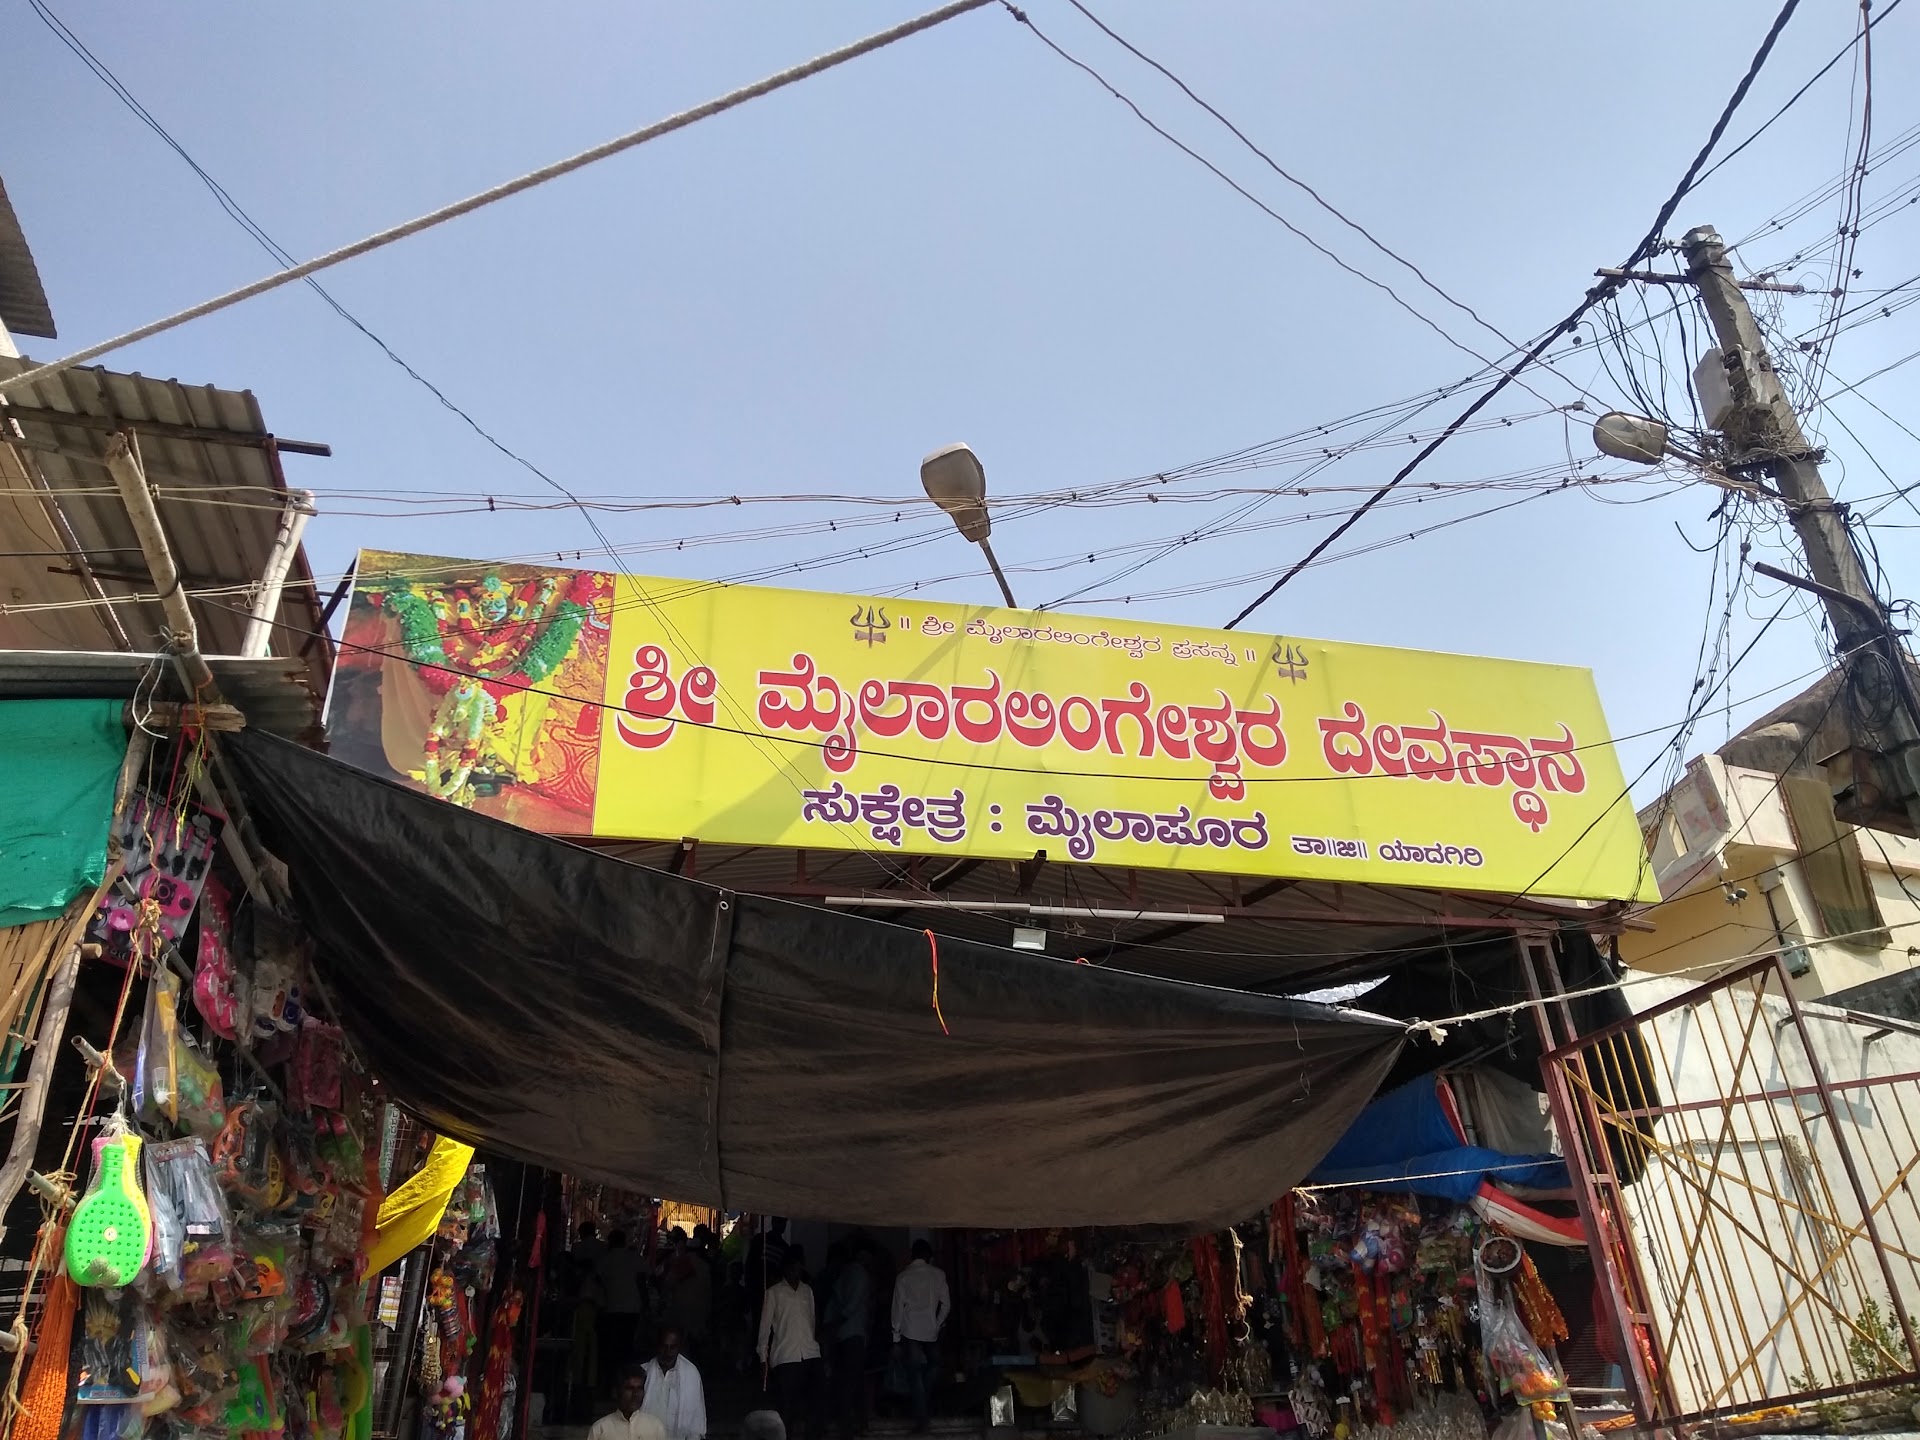 ॥ ಶ್ರೀ ಮೈಲಾರಲಿಂಗೇಶ್ವರ ಪ್ರಸನ್ನ ॥
ಶ್ರೀ ಮೈಲಾರಲಿಂಗೇಶ್ವರ ದೇವಸ್ಥಾನ
ಸುಕ್ಷೇತ್ರ : ಮೈಲಾಪೂರ ತಾ॥ಜಿ॥ ಯಾದಗಿರಿ